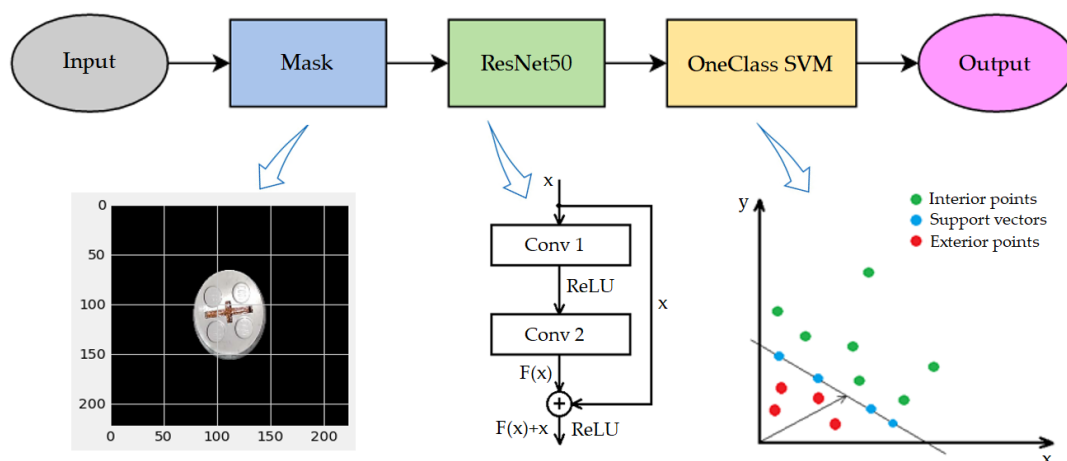 Input
Mask
ResNet50
OneClass SVM
Output
0
50
100
150
200
0
50
100
150
200
x
Conv 1
ReLU
x
Conv 2
F(x)
+
F(x)+x
ReLU
y
Interior points
Support vectors
Exterior points
x